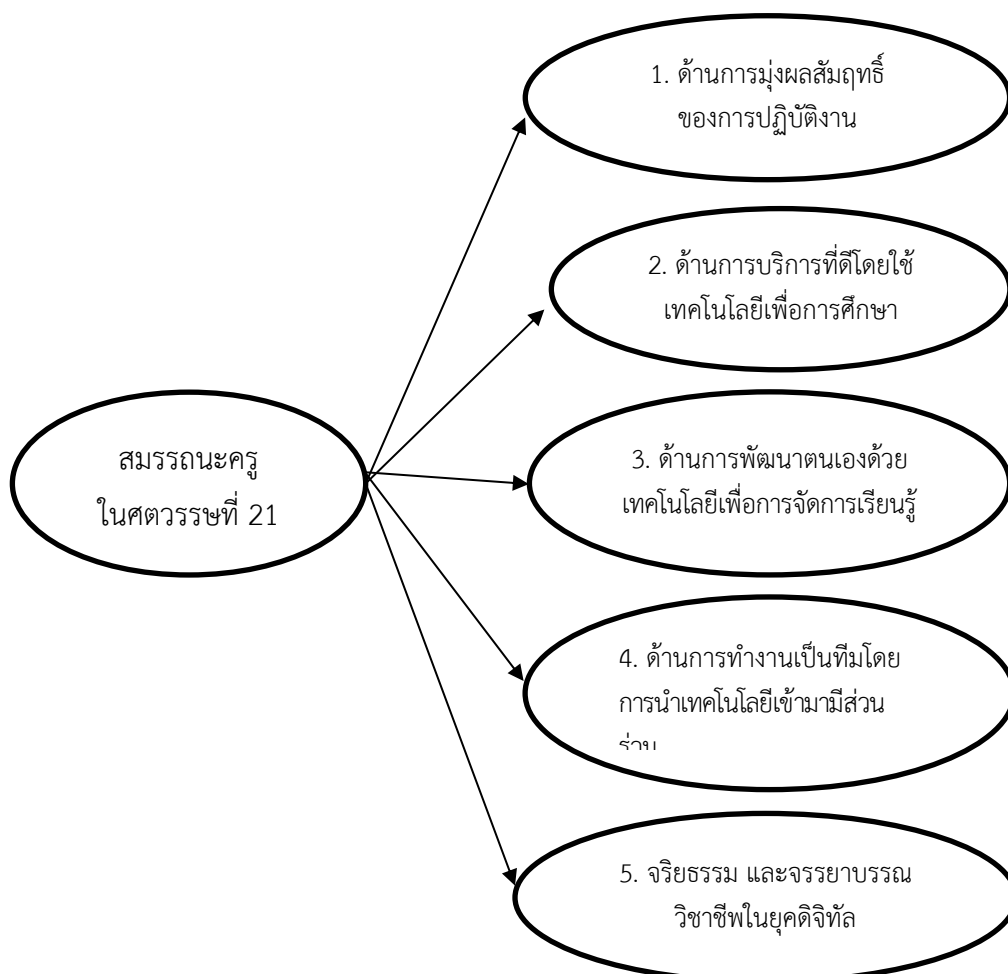 1. ด้านการมุ่งผลสัมฤทธิ์
ของการปฏิบัติงาน
2. ด้านการบริการที่ดีโดยใช้
เทคโนโลยีเพื่อการศึกษา
สมรรถนะครู
ในศตวรรษที่ 21
3. ด้านการพัฒนาตนเองด้วย
เทคโนโลยีเพื่อการจัดการเรียนรู้
4. ด้านการทำงานเป็นทีมโดย
การนำเทคโนโลยีเข้ามามีส่วน
5. จริยธรรม และจรรยาบรรณ
วิชาชีพในยุคดิจิทัล